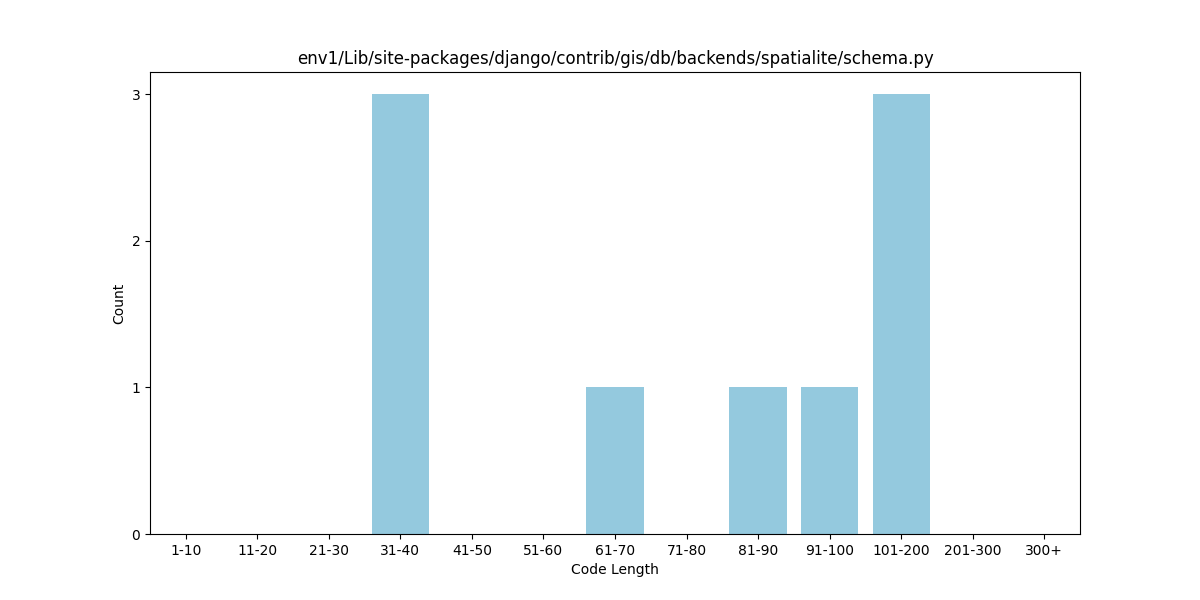 env1/Lib/site-packages/django/contrib/gis/db/backends/spatialite/schema.py
3
2
1
0
Count
1-10 11-20 21-30 31-40 41-50 51-60 61-70 71-80 81-90 91-100 101-200 201-300 300+
Code Length